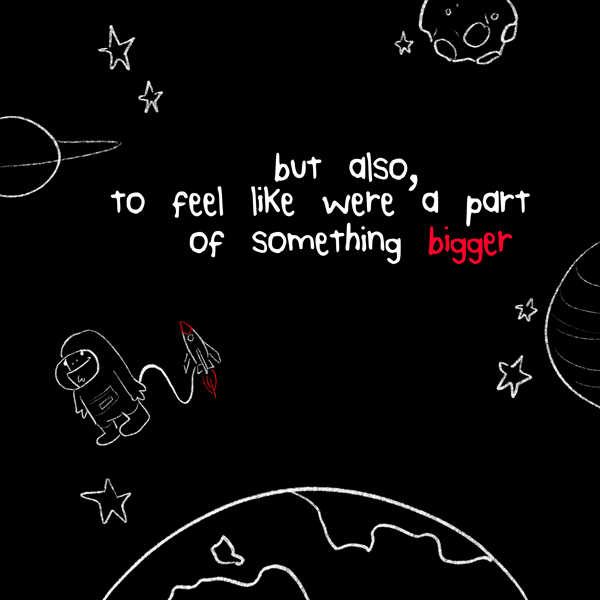 but also,
to feel like were a part
of something bigger